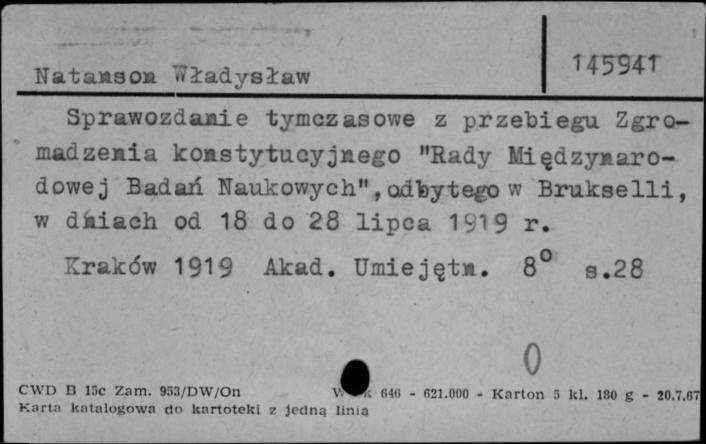 145941
Natanson Władysław
Sprawozdanie tymczasowe z przebiegu Zgro-
madzenia konstytucyjnego "Rady Międzynaro-
dowej Badań Naukowych", odbytego w Brukselli,
w dniach od 18 do 28 lipca 1919 r.
Kraków 1919 Akad. Umiejętn. 8° s.28
0
CWD B 15c Zam. 953/DW/On 646 - 621.000 - Karton 5 kl. 180 g - 20.7.67
Karta katalogowa do kartoteki z jedną linią